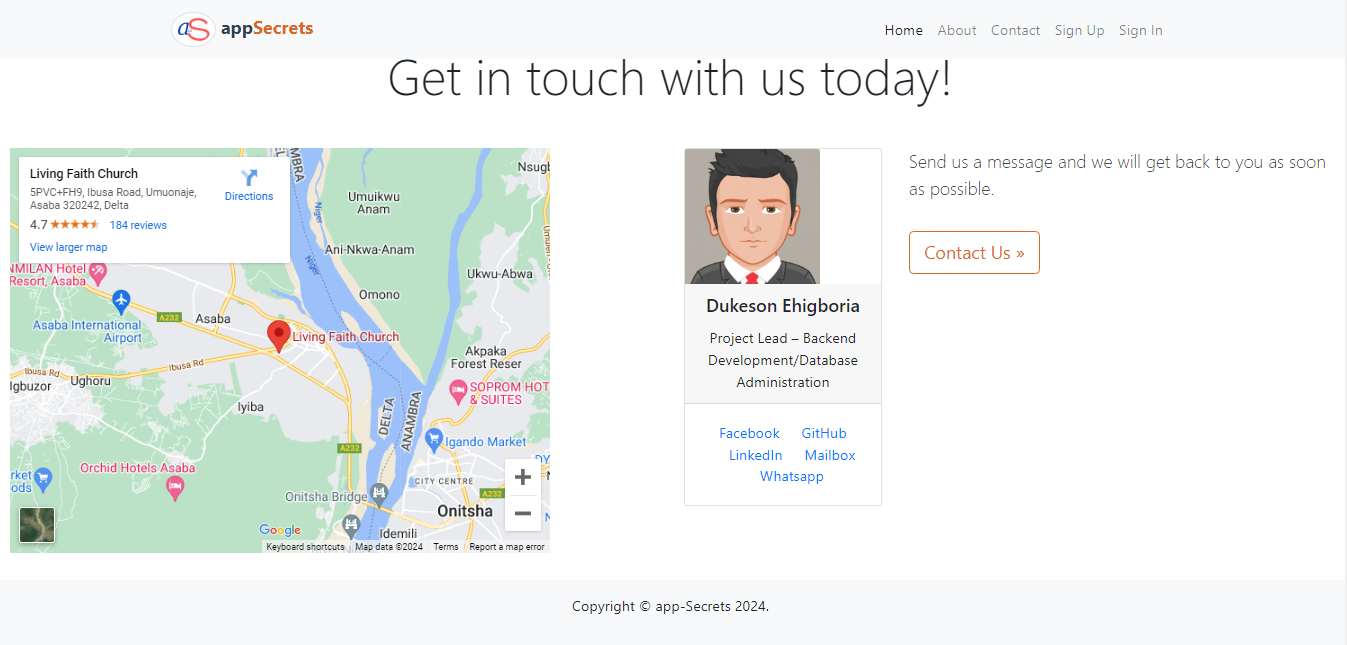 aS appSecrets
Home About Contact Sign Up Sign In
Get in touch with us today!
Living Faith Church
5PVC+FH9, Ibusa Road, Umuonaje,
Asaba 320242, Delta
4.7 184 reviews
View larger map
Directions
ANAMBRA
Nsugb
Umuikwu
Anam
Niger
Ani-Nkwa-Anam
Niger
NMILAN Hotel
Resort, Asaba
Ukwu-Abwa
Omono
A232
Asaba
Asaba International
Airport
Living Faith Church
Akpaka
Forest Reser
Ibusa Rd
Ibusa Rd
Igbuzor
Ughoru
SOPROM HOT
& SUITES
Iyiba
DELTA
ANAMBRA
A232
Igando Market
Orchid Hotels Asaba
rket
ods
CITY CENTRE
A232
Onitsha Bridge
Onitsha
Idemili
Google
Keyboard shortcuts Map data ©2024 Terms Report a map error
Dukeson Ehigboria
Project Lead – Backend
Development/Database
Administration
Facebook GitHub
LinkedIn Mailbox
Whatsapp
Send us a message and we will get back to you as soon
as possible.
Contact Us »
Copyright © app-Secrets 2024.